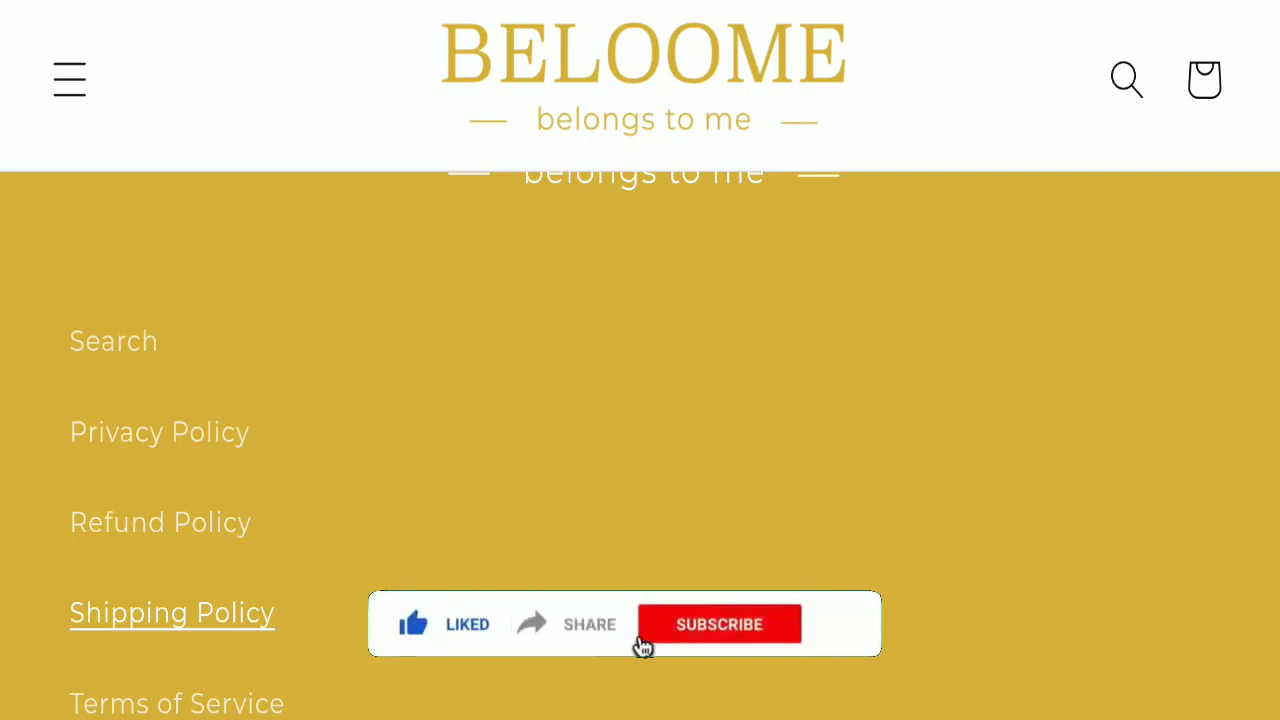 BELOOME
belongs to me
belongs to me
Search
Privacy Policy
Refund Policy
Shipping Policy
LIKED SHARE SUBSCRIBE
Terms of Service